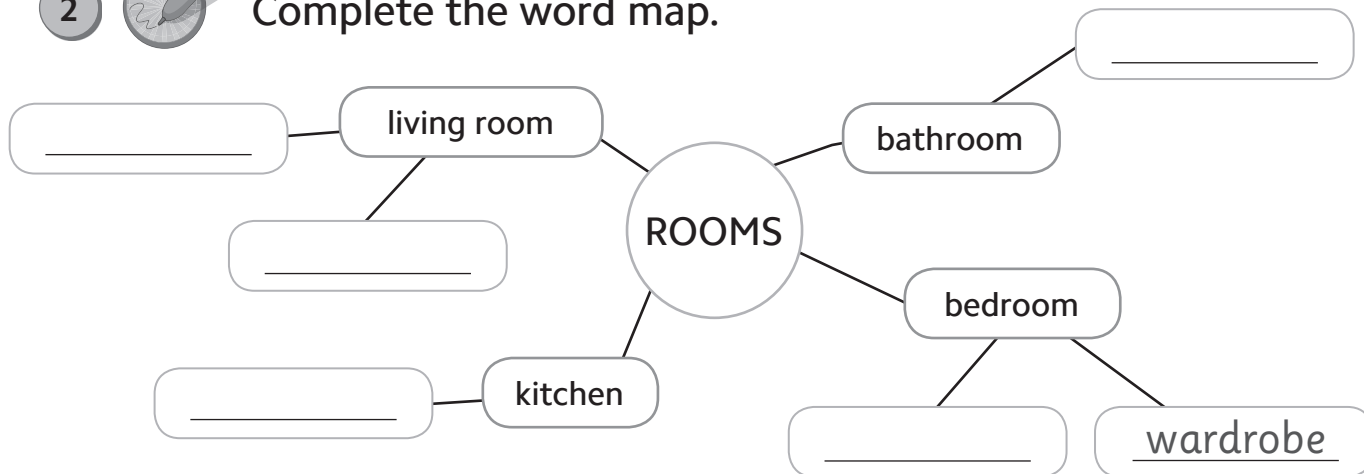 2 Complete the word map.
living room
bathroom
ROOMS
bedroom
kitchen
wardrobe